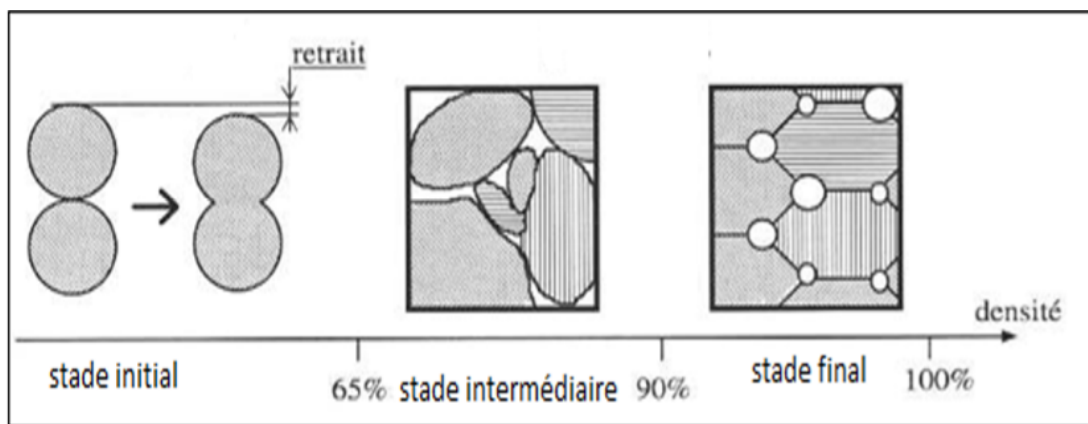 retrait
densité
stade initial
65%
stade intermédiaire
90%
stade final
100%